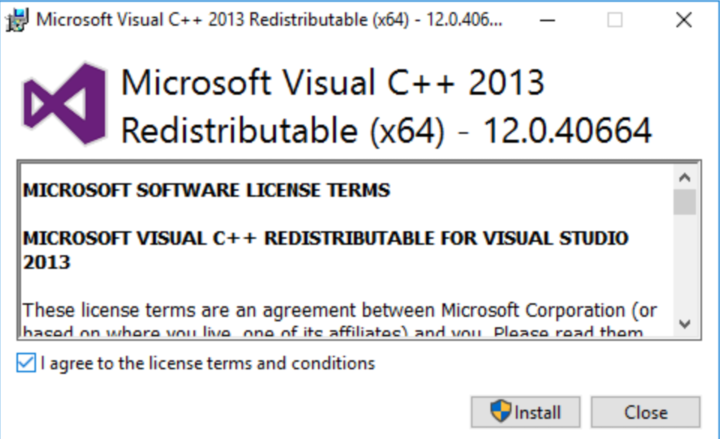 Microsoft Visual C++ 2013 Redistributable (x64) - 12.0.406...
Microsoft Visual C++ 2013
Redistributable (x64) - 12.0.40664
MICROSOFT SOFTWARE LICENSE TERMS
MICROSOFT VISUAL C++ REDISTRIBUTABLE FOR VISUAL STUDIO
2013
These license terms are an agreement between Microsoft Corporation (or
based on where you live, one of its affiliates) and you. Please read them.
I agree to the license terms and conditions
Install Close